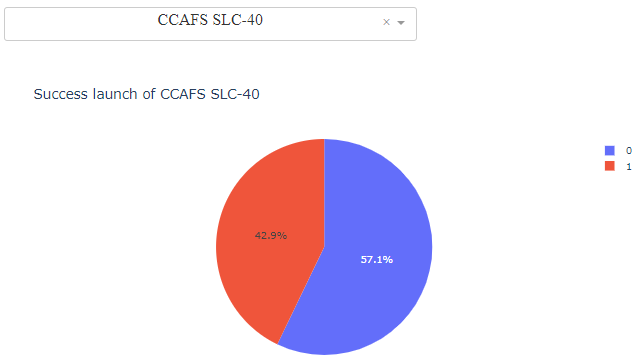 CCAFS SLC-40 ×
Success launch of CCAFS SLC-40
0
1
42.9%
57.1%